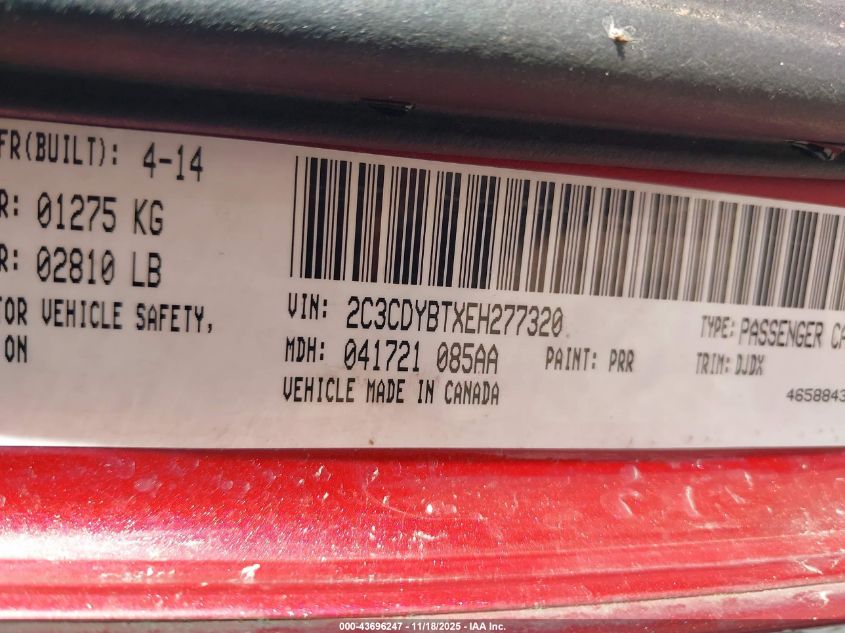 FR(BUILT): 4-14
R: 01275 KG
R: 02810 LB
OR VEHICLE SAFETY,
ON
VIN: 2C3CDYBTXEH277320
TYPE: PASSENGER CA
MDH: 041721 085AA
PAINT: PRR
TRIM: DJDX
VEHICLE MADE IN CANADA
4658843
000-43696247 - 11/18/2025 - IAA Inc.